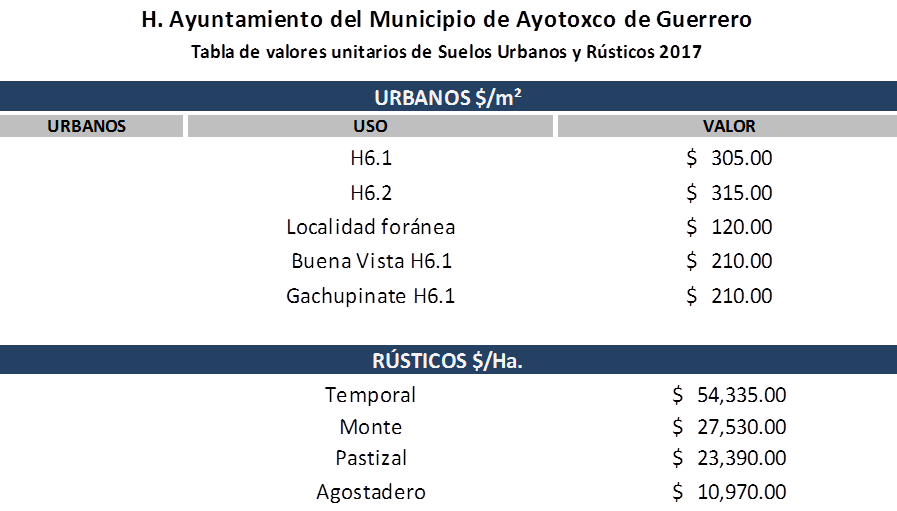 H. Ayuntamiento del Municipio de Ayotoxco de Guerrero
Tabla de valores unitarios de Suelos Urbanos y Rústicos 2017
URBANOS $/m²
URBANOS USO VALOR
H6.1 $ 305.00
H6.2 $ 315.00
Localidad foránea $ 120.00
Buena Vista H6.1 $ 210.00
Gachupinate H6.1 $ 210.00
RÚSTICOS $/Ha.
Temporal $ 54,335.00
Monte $ 27,530.00
Pastizal $ 23,390.00
Agostadero $ 10,970.00